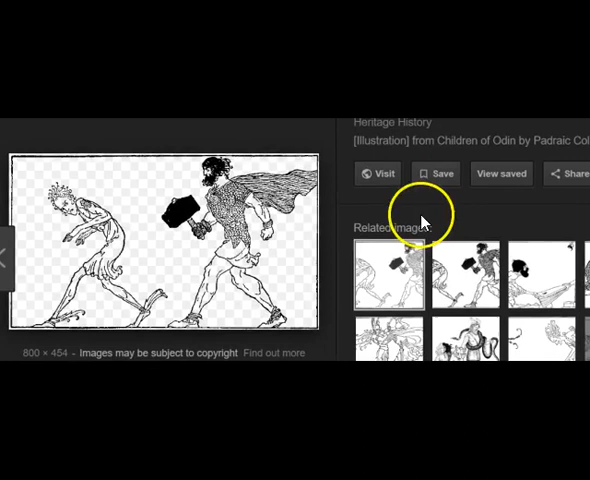 Heritage History
[Illustration] from Children of Odin by Padraic Col
Visit
Save
View saved
Share
Related images:
800 × 454 - Images may be subject to copyright Find out more